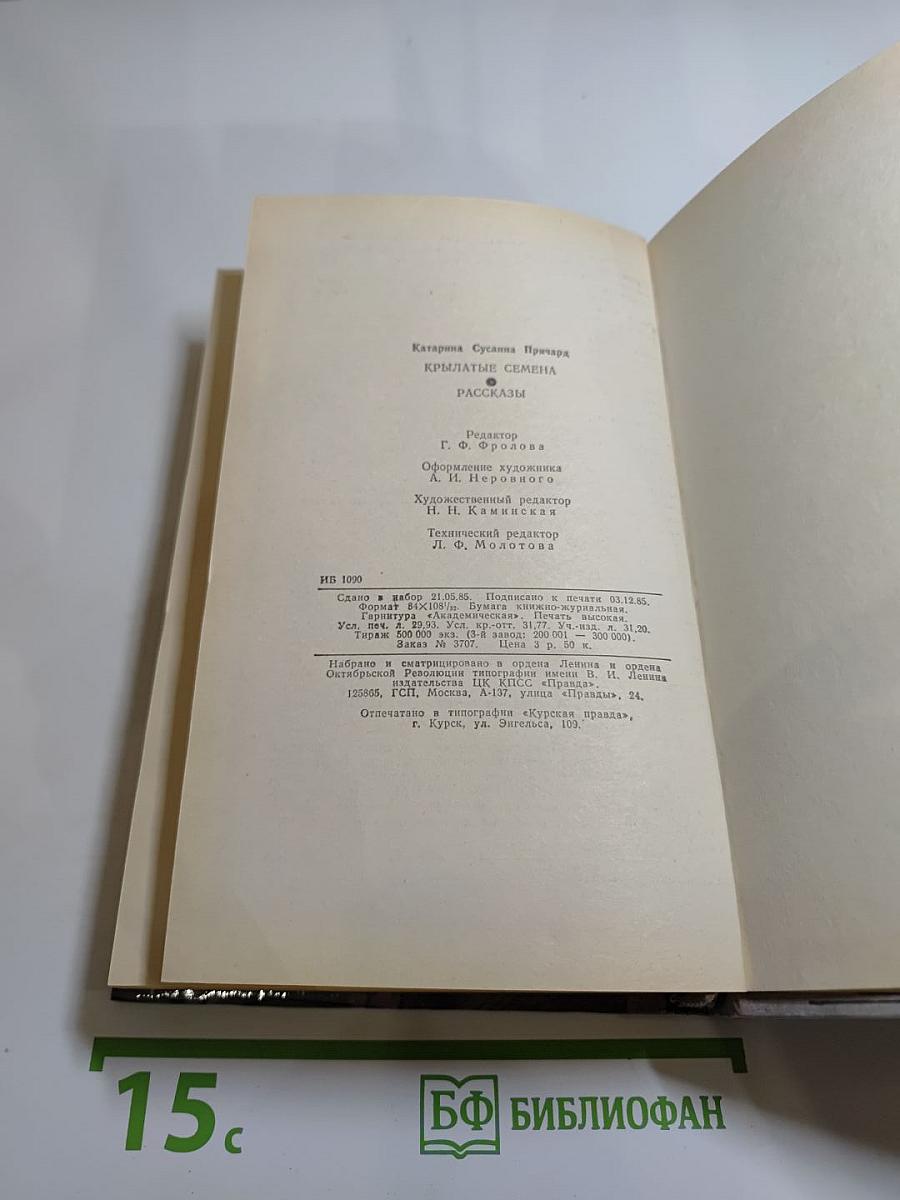 Катарина Сусанна Причард
КРЫЛАТЫЕ СЕМЕНА
РАССКАЗЫ
Редактор
Г. Ф. Фролова
Оформление художника
А. И. Неровного
Художественный редактор
Н. Н. Каминская
Технический редактор
Л. Ф. Молотова
ИБ 1090
Сдано в набор 21.05.85. Подписано к печати 03.12.85.
Формат 84×108¹/₃₂. Бумага книжно-журнальная.
Гарнитура «Академическая». Печать высокая.
Усл. печ. л. 29,93. Усл. кр.-отт. 31,77. Уч.-изд. л. 31,20.
Тираж 500 000 экз. (3-й завод: 200 001 — 300 000).
Заказ № 3707. Цена 3 р. 50 к.
Набрано и сматрицировано в ордена Ленина и ордена
Октябрьской Революции типографии имени В. И. Ленина
издательства ЦК КПСС «Правда».
125865, ГСП, Москва, А-137, улица «Правды», 24.
Отпечатано в типографии «Курская правда»,
г. Курск, ул. Энгельса, 109.
15 с
БФ БИБЛИОФАН